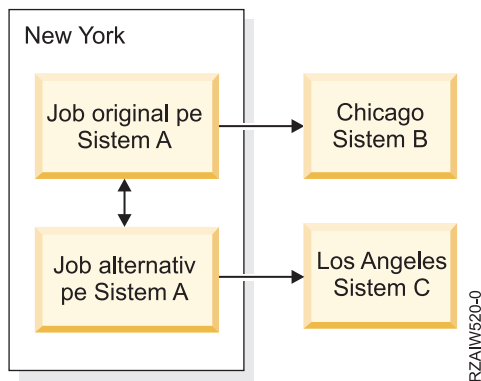 New York
Job original pe
Sistem A
Chicago
Sistem B
Job alternativ
pe Sistem A
Los Angeles
Sistem C
RZAIW520-0